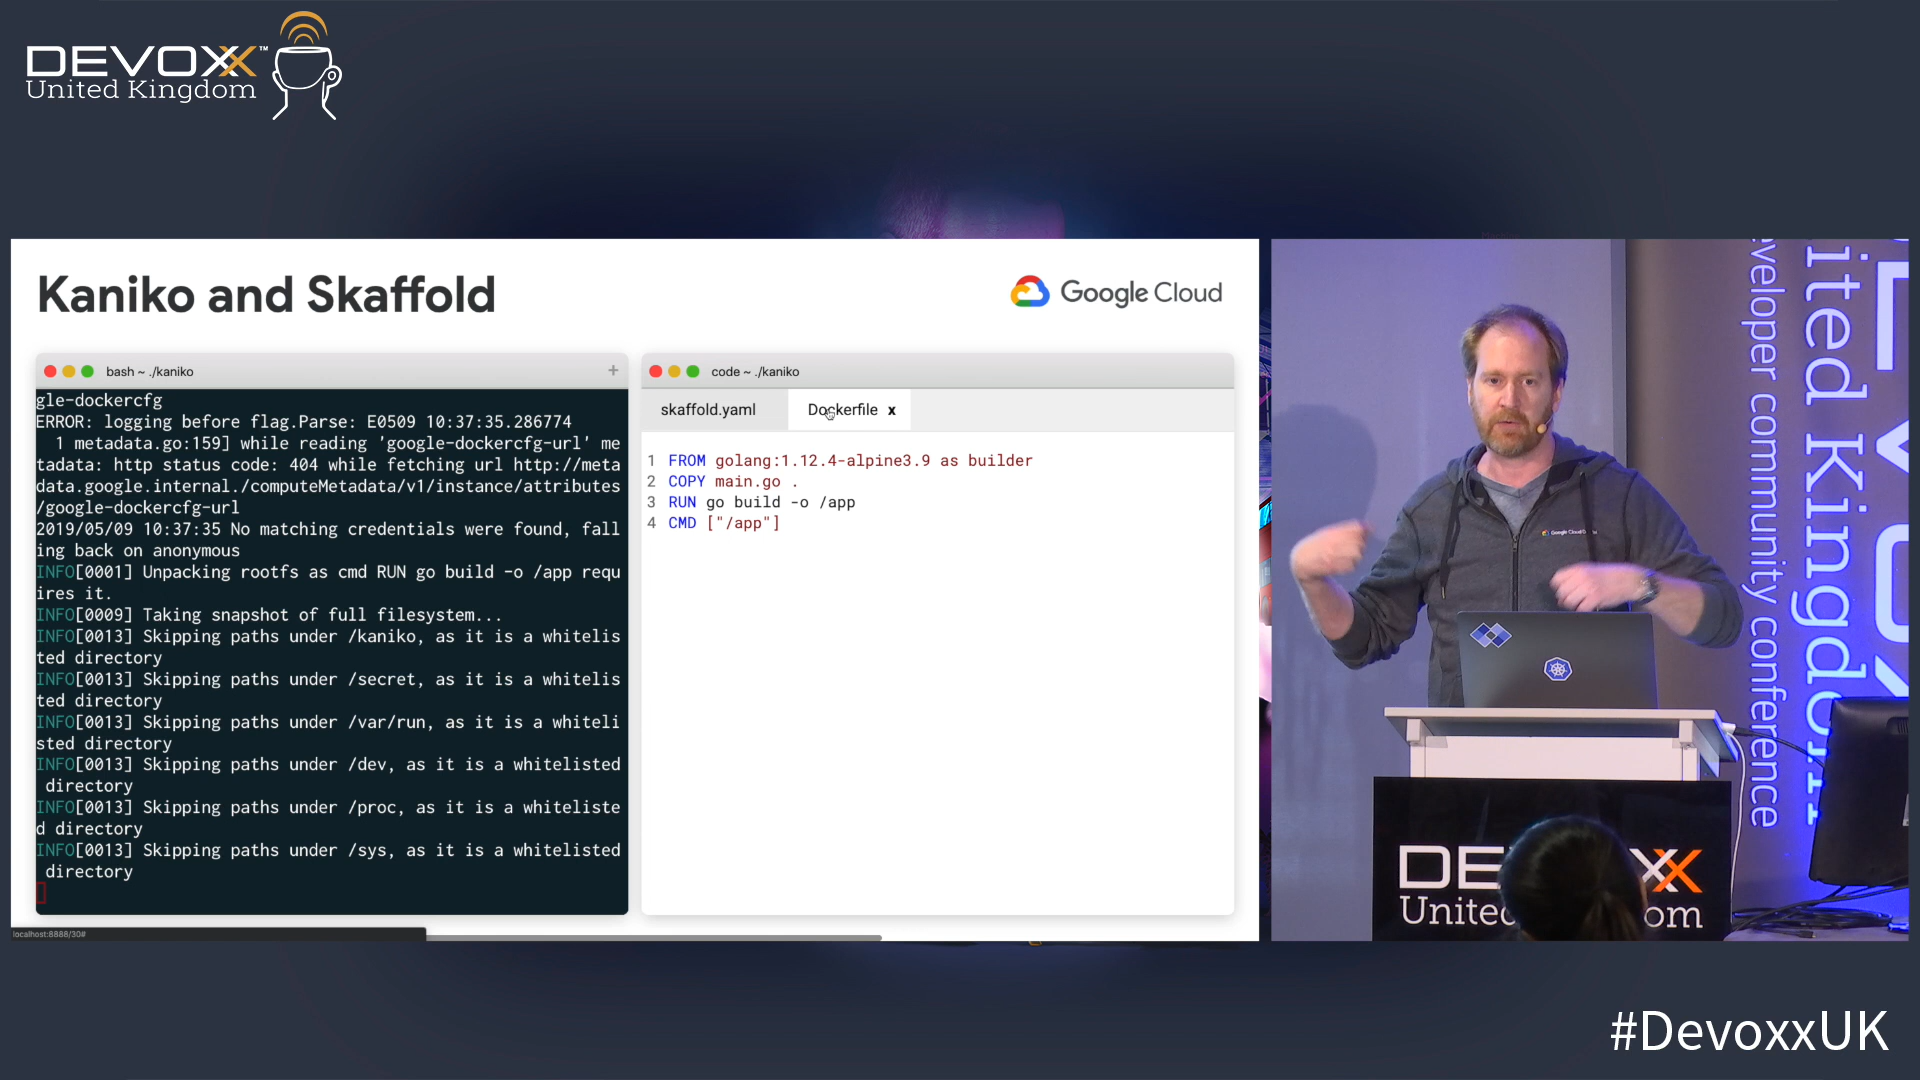 DEVOXX™
United Kingdom
Kaniko and Skaffold
Google Cloud
bash ~ ./kaniko
+
gle-dockercfg
ERROR: logging before flag.Parse: E0509 10:37:35.286774
1 metadata.go:159] while reading 'google-dockercfg-url' me
tadata: http status code: 404 while fetching url http://meta
data.google.internal./computeMetadata/v1/instance/attributes
/google-dockercfg-url
2019/05/09 10:37:35 No matching credentials were found, fall
ing back on anonymous
INFO[0001] Unpacking rootfs as cmd RUN go build -o /app requ
ires it.
INFO[0009] Taking snapshot of full filesystem...
INFO[0013] Skipping paths under /kaniko, as it is a whitelis
ted directory
INFO[0013] Skipping paths under /secret, as it is a whitelis
ted directory
INFO[0013] Skipping paths under /var/run, as it is a whiteli
sted directory
INFO[0013] Skipping paths under /dev, as it is a whitelisted
directory
INFO[0013] Skipping paths under /proc, as it is a whiteliste
d directory
INFO[0013] Skipping paths under /sys, as it is a whitelisted
directory
localhost:8888/30#
code ~ ./kaniko
skaffold.yaml
Dockerfile x
1 FROM golang:1.12.4-alpine3.9 as builder
2 COPY main.go .
3 RUN go build -o /app
4 CMD ["/app"]
ited Kingdom
eveloper community conference
Google Cloud
DE XX
Unite om
#DevoxxUK